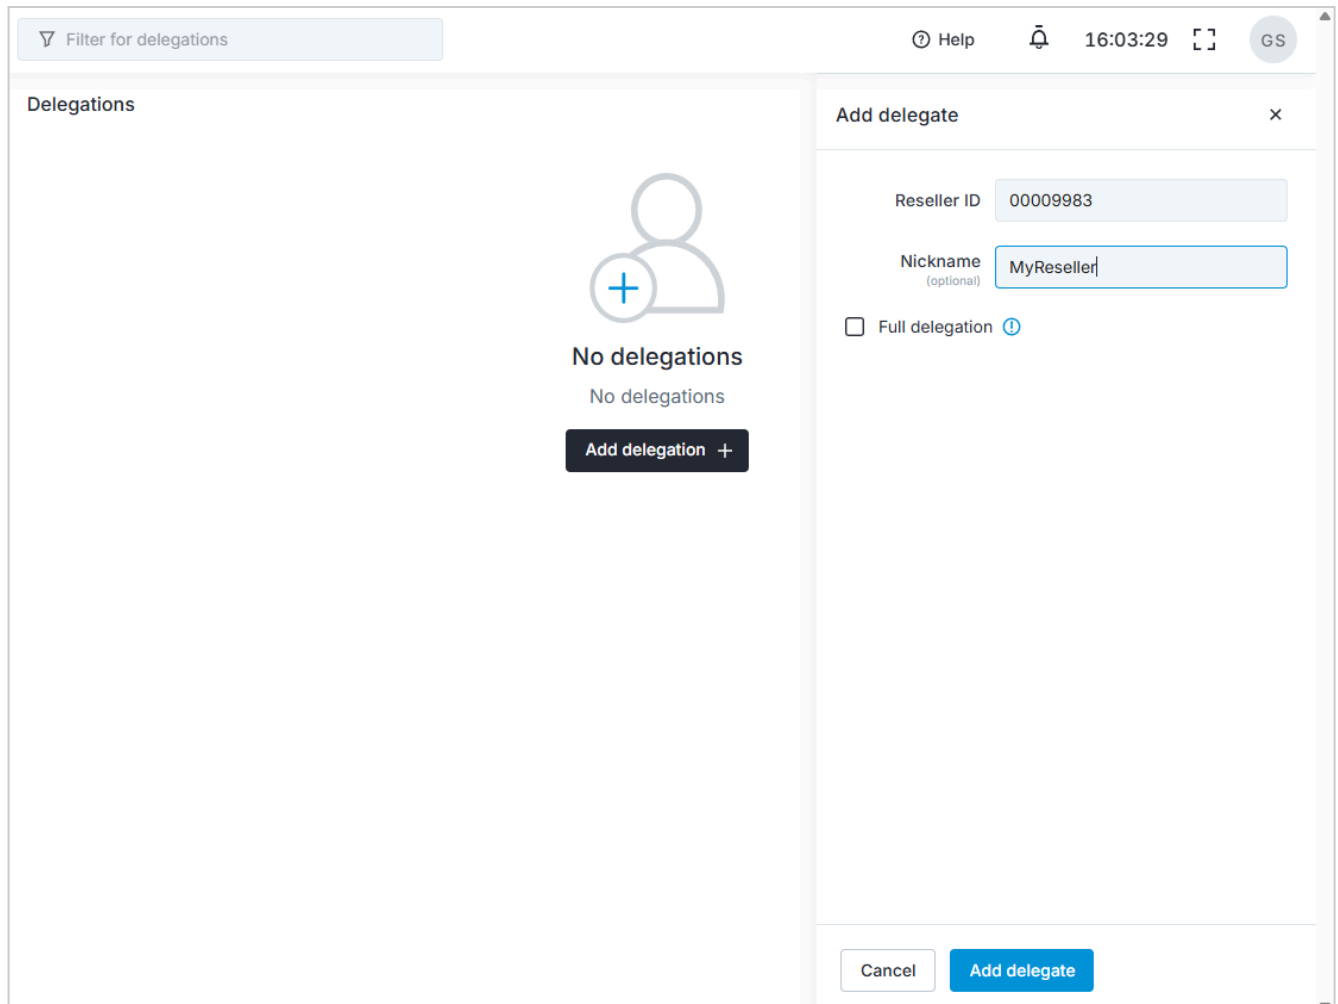 Filter for delegations
Help
16:03:29
GS
Delegations
No delegations
No delegations
Add delegation
Add delegate
Reseller ID
00009983
Nickname
(optional)
MyReseller
Full delegation
Cancel
Add delegate